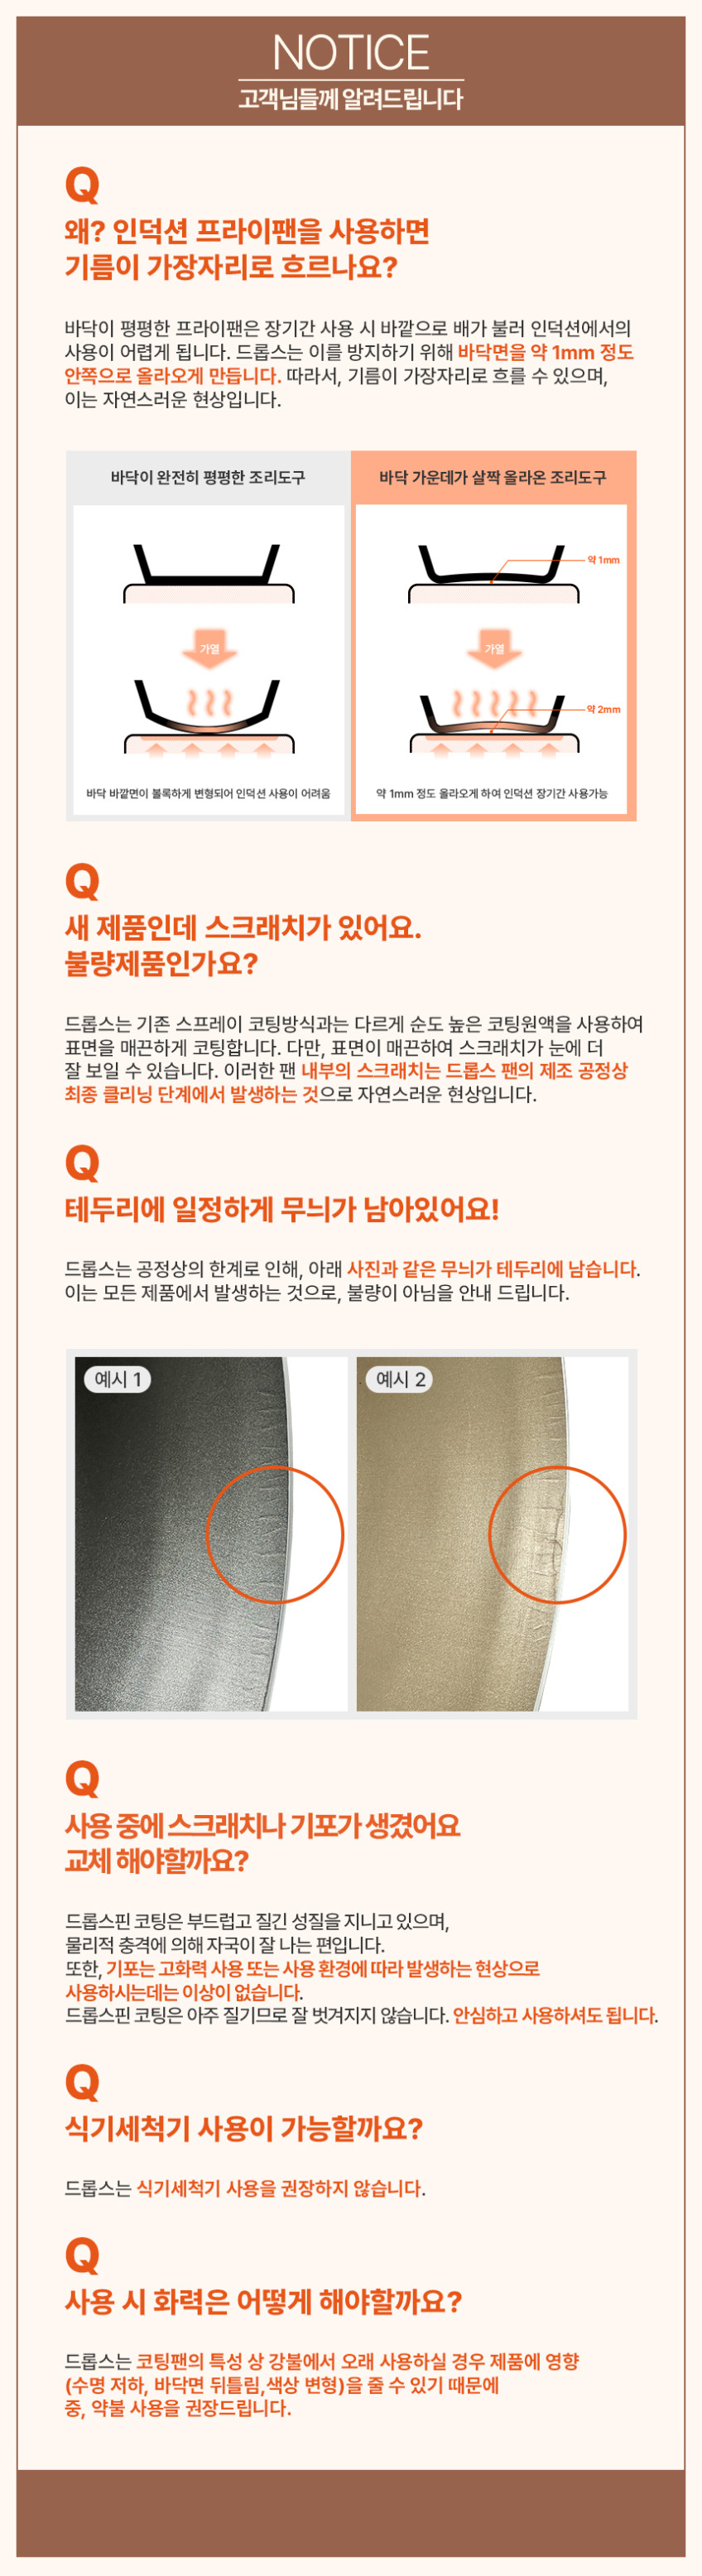 NOTICE
고객님들께 알려드립니다
Q
왜? 인덕션 프라이팬을 사용하면
기름이 가장자리로 흐르나요?
바닥이 평평한 프라이팬은 장기간 사용 시 바깥으로 배가 불러 인덕션에서의
사용이 어렵게 됩니다. 드롭스는 이를 방지하기 위해 바닥면을 약 1mm 정도
안쪽으로 올라오게 만듭니다. 따라서, 기름이 가장자리로 흐를 수 있으며,
이는 자연스러운 현상입니다.
바닥이 완전히 평평한 조리도구
바닥 가운데가 살짝 올라온 조리도구
약 1mm
가열
가열
약 2mm
바닥 바깥면이 볼록하게 변형되어 인덕션 사용이 어려움
약 1mm 정도 올라오게 하여 인덕션 장기간 사용가능
Q
새 제품인데 스크래치가 있어요.
불량제품인가요?
드롭스는 기존 스프레이 코팅방식과는 다르게 순도 높은 코팅원액을 사용하여
표면을 매끈하게 코팅합니다. 다만, 표면이 매끈하여 스크래치가 눈에 더
잘 보일 수 있습니다. 이러한 팬 내부의 스크래치는 드롭스 팬의 제조 공정상
최종 클리닝 단계에서 발생하는 것으로 자연스러운 현상입니다.
Q
테두리에 일정하게 무늬가 남아있어요!
드롭스는 공정상의 한계로 인해, 아래 사진과 같은 무늬가 테두리에 남습니다.
이는 모든 제품에서 발생하는 것으로, 불량이 아님을 안내 드립니다.
예시 1
예시 2
Q
사용 중에 스크래치나 기포가 생겼어요
교체 해야할까요?
드롭스핀 코팅은 부드럽고 질긴 성질을 지니고 있으며,
물리적 충격에 의해 자국이 잘 나는 편입니다.
또한, 기포는 고화력 사용 또는 사용 환경에 따라 발생하는 현상으로
사용하시는데는 이상이 없습니다.
드롭스핀 코팅은 아주 질기므로 잘 벗겨지지 않습니다. 안심하고 사용하셔도 됩니다.
Q
식기세척기 사용이 가능할까요?
드롭스는 식기세척기 사용을 권장하지 않습니다.
Q
사용 시 화력은 어떻게 해야할까요?
드롭스는 코팅팬의 특성 상 강불에서 오래 사용하실 경우 제품에 영향
(수명 저하, 바닥면 뒤틀림,색상 변형)을 줄 수 있기 때문에
중, 약불 사용을 권장드립니다.